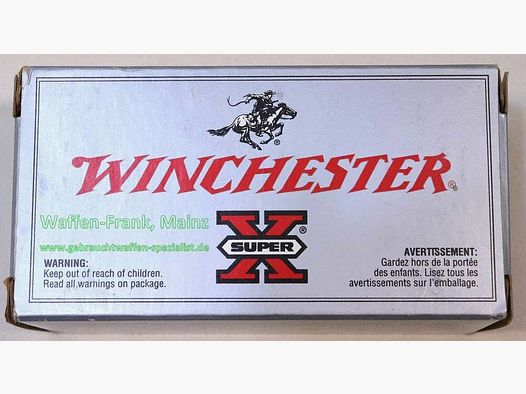 WINCHESTER®
Waffen-Frank, Mainz
www.gebrauchtwaffen-spezialist.de
X®
SUPER
WARNING:
Keep out of reach of children.
Read all warnings on package.
AVERTISSEMENT:
Gardez hors de la portée
des enfants. Lisez tous les
avertissements sur l'emballage.